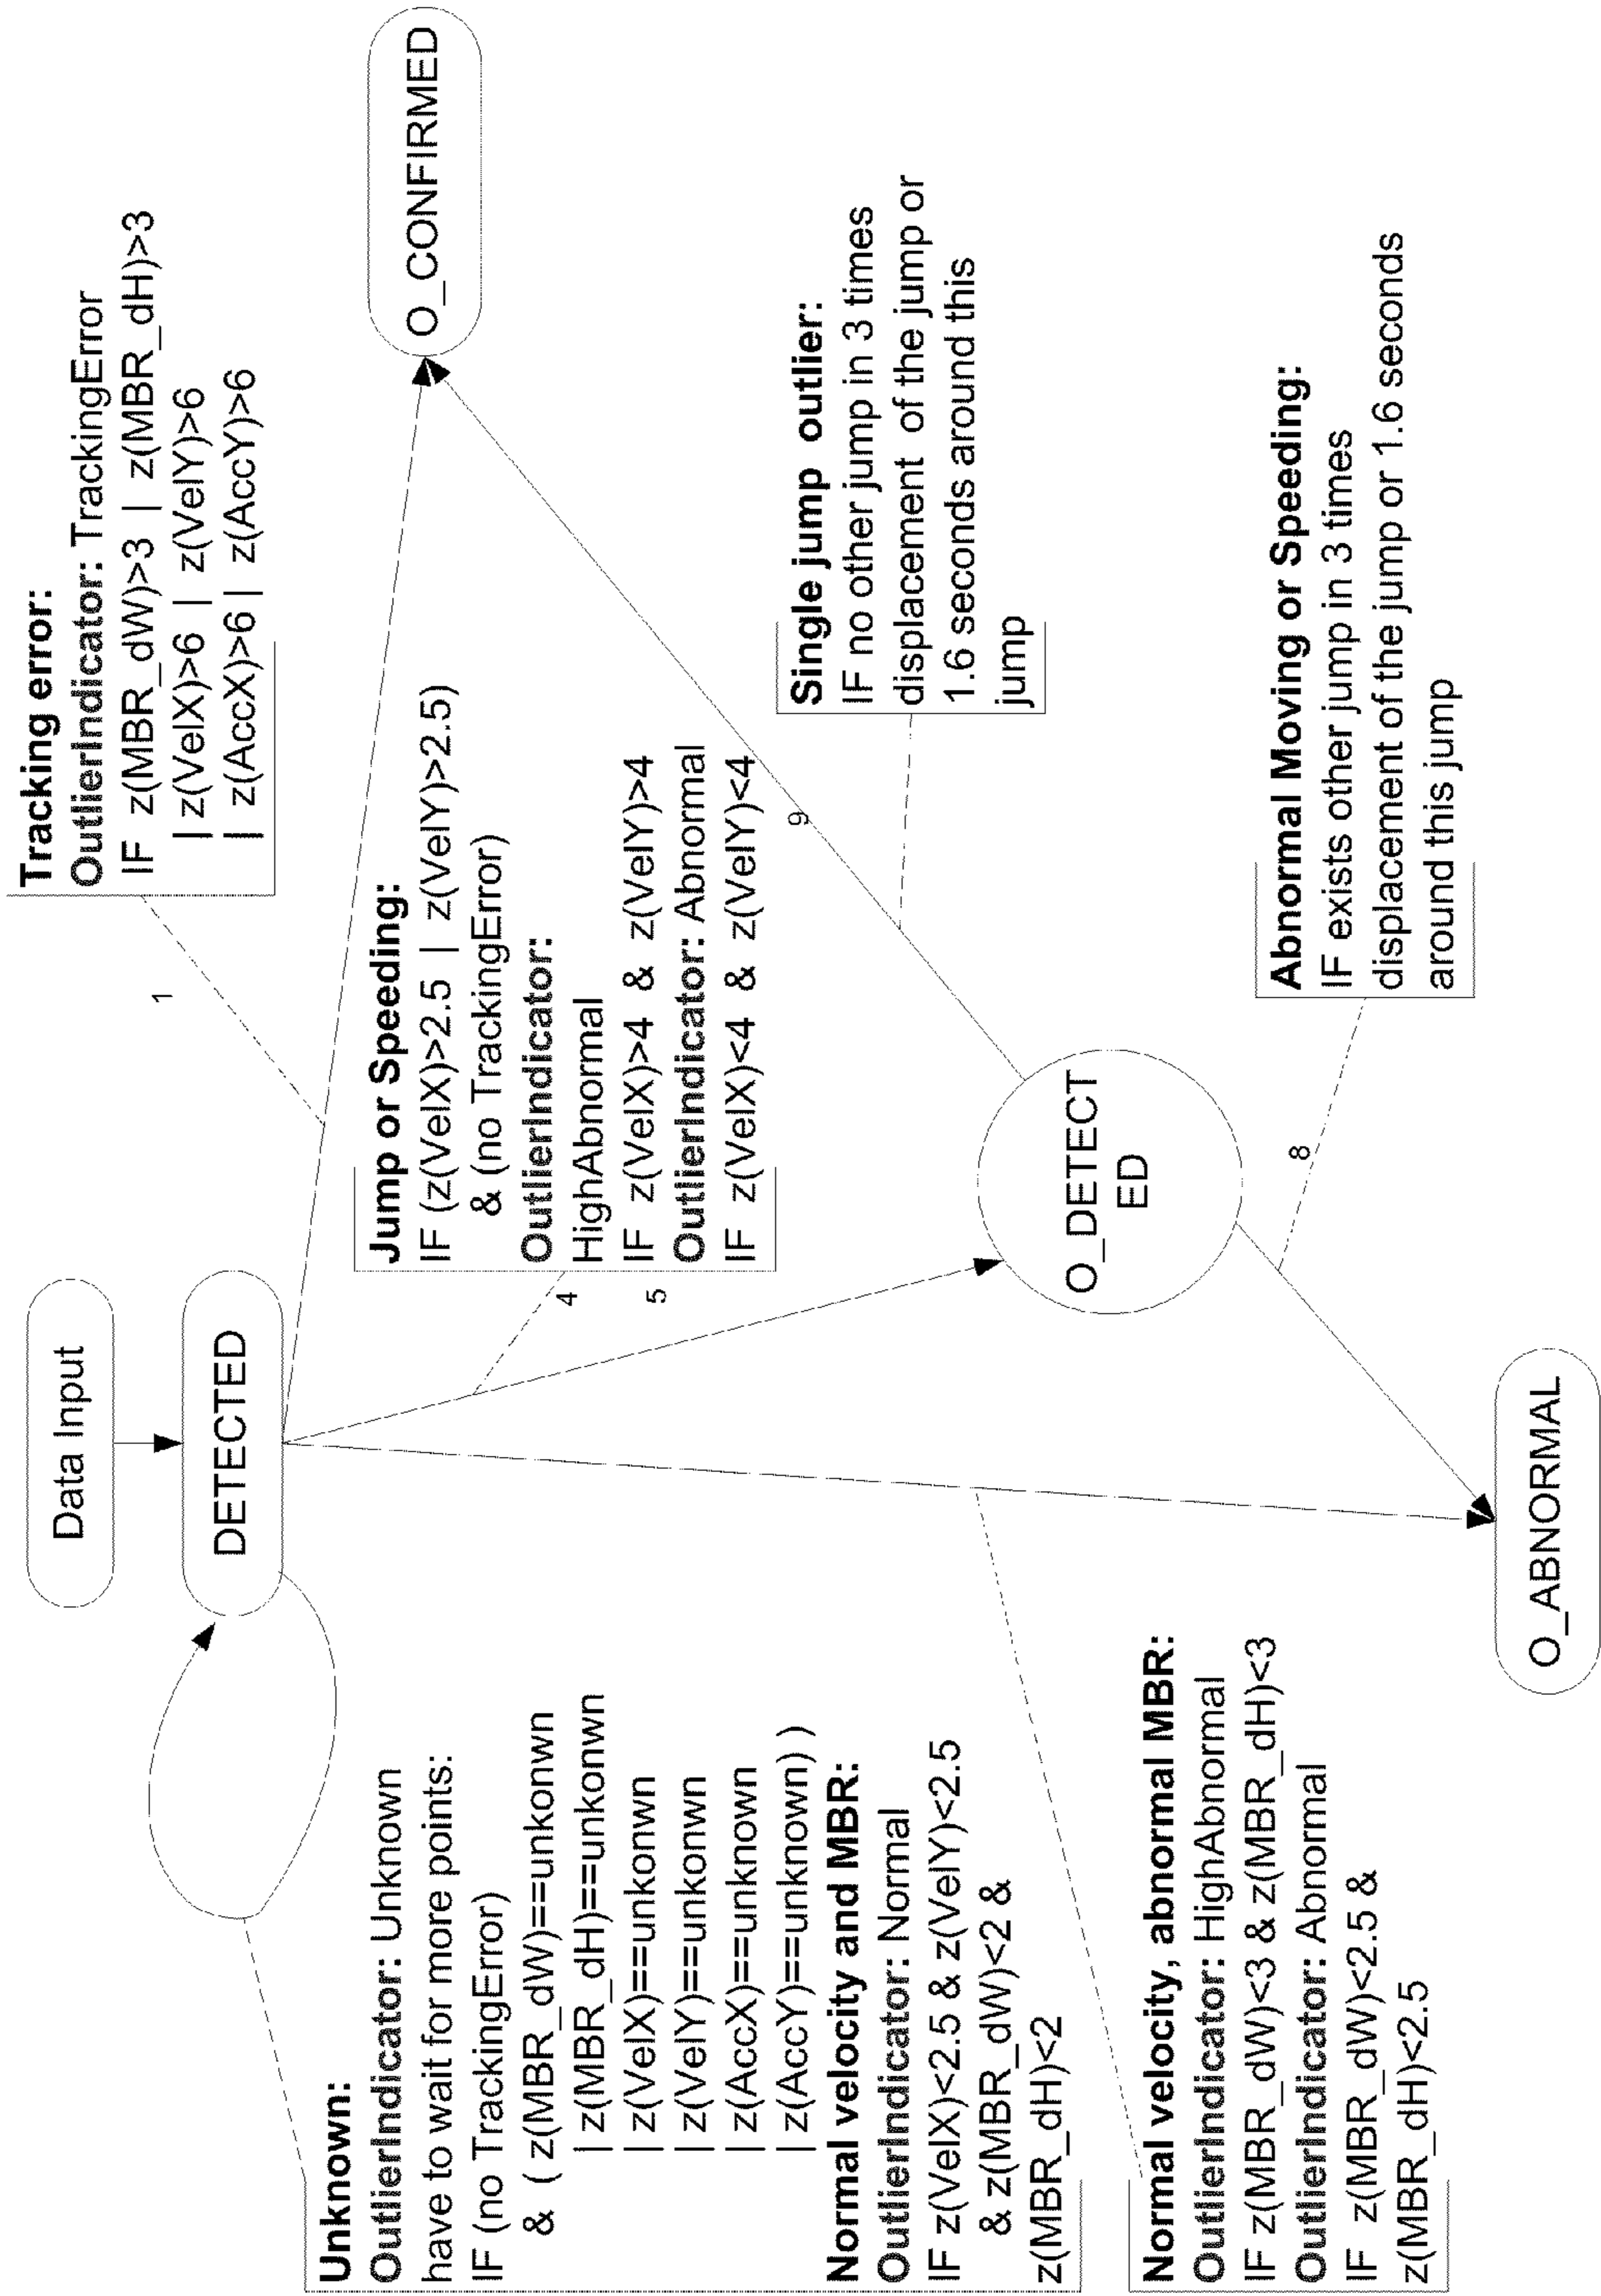 Data Input
DETECTED
Tracking error:
OutlierIndicator: TrackingError
IF z(MBR_dW)>3 | z(MBR_dH)>3
| z(VelX)>6 | z(VelY)>6
| z(AccX)>6 | z(AccY)>6
1
O_CONFIRMED
Unknown:
OutlierIndicator: Unknown
have to wait for more points:
IF (no TrackingError)
& ( z(MBR_dW)==unkonwn
| z(MBR_dH)==unkonwn
| z(VelX)==unkonwn
| z(VelY)==unkonwn
| z(AccX)==unknown
| z(AccY)==unknown) )
Normal velocity and MBR:
OutlierIndicator: Normal
IF z(VelX)<2.5 & z(VelY)<2.5
& z(MBR_dW)<2 &
z(MBR_dH)<2
Jump or Speeding:
IF (z(VelX)>2.5 | z(VelY)>2.5)
& (no TrackingError)
OutlierIndicator:
HighAbnormal
IF z(VelX)>4 & z(VelY)>4
OutlierIndicator: Abnormal
IF z(VelX)<4 & z(VelY)<4
4
5
9
Single jump outlier:
IF no other jump in 3 times
displacement of the jump or
1.6 seconds around this
jump
O_DETECT
ED
Normal velocity, abnormal MBR:
OutlierIndicator: HighAbnormal
IF z(MBR_dW)<3 & z(MBR_dH)<3
OutlierIndicator: Abnormal
IF z(MBR_dW)<2.5 &
z(MBR_dH)<2.5
8
Abnormal Moving or Speeding:
IF exists other jump in 3 times
displacement of the jump or 1.6 seconds
around this jump
O_ABNORMAL